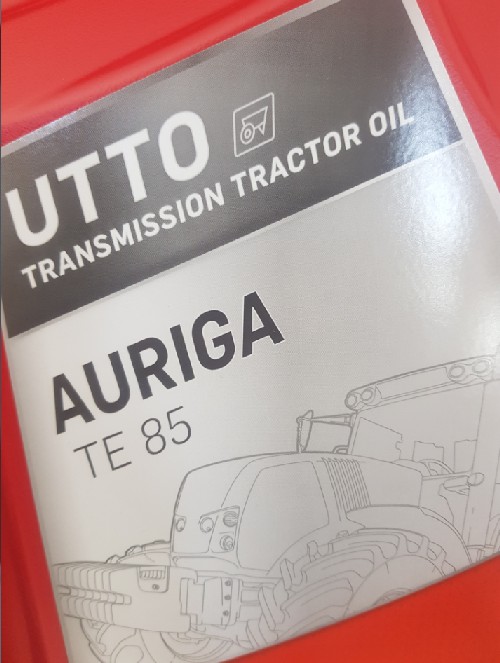 UTTO
TRANSMISSION TRACTOR OIL
AURIGA
TE 85